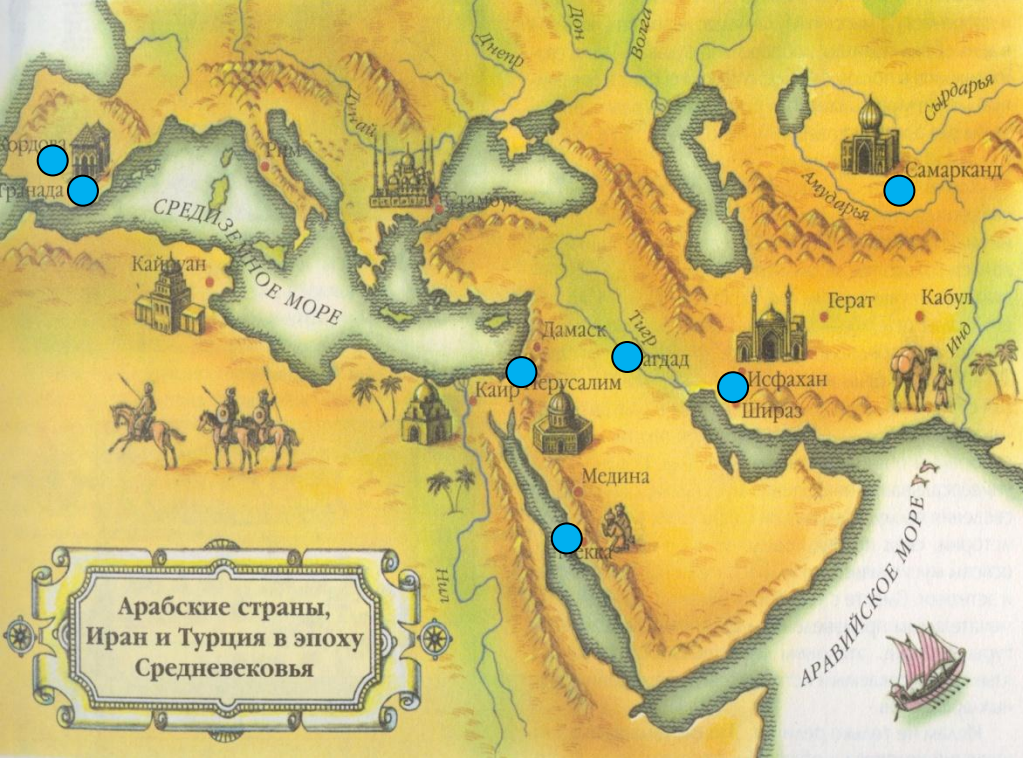 Дон
Волга
Днепр
Сырдарья
Дунай
Кордова
Рим
Самарканд
Гранада
Амударья
Стамбул
СРЕДИЗЕМНОЕ МОРЕ
Кайруан
Герат
Кабул
Дамаск
Тигр
Инд
Багдад
Каир
Иерусалим
Исфахан
Шираз
Медина
Мекка
Нил
АРАВИЙСКОЕ МОРЕ
Арабские страны,
Иран и Турция в эпоху
Средневековья